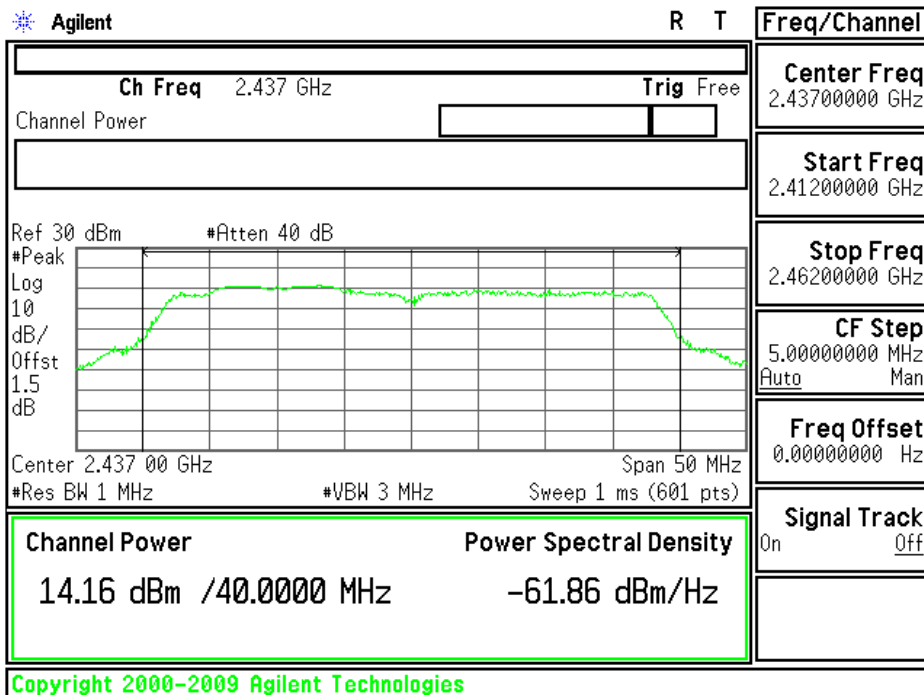 Agilent R T
Ch Freq 2.437 GHz Trig Free
Channel Power
Ref 30 dBm #Atten 40 dB
#Peak
Log
10
dB/
Offst
1.5
dB
Center 2.437 00 GHz Span 50 MHz
#Res BW 1 MHz #VBW 3 MHz Sweep 1 ms (601 pts)
Channel Power Power Spectral Density
14.16 dBm /40.0000 MHz -61.86 dBm/Hz
Copyright 2000-2009 Agilent Technologies
Freq/Channel
Center Freq
2.43700000 GHz
Start Freq
2.41200000 GHz
Stop Freq
2.46200000 GHz
CF Step
5.00000000 MHz
Auto Man
Freq Offset
0.00000000 Hz
Signal Track
On Off